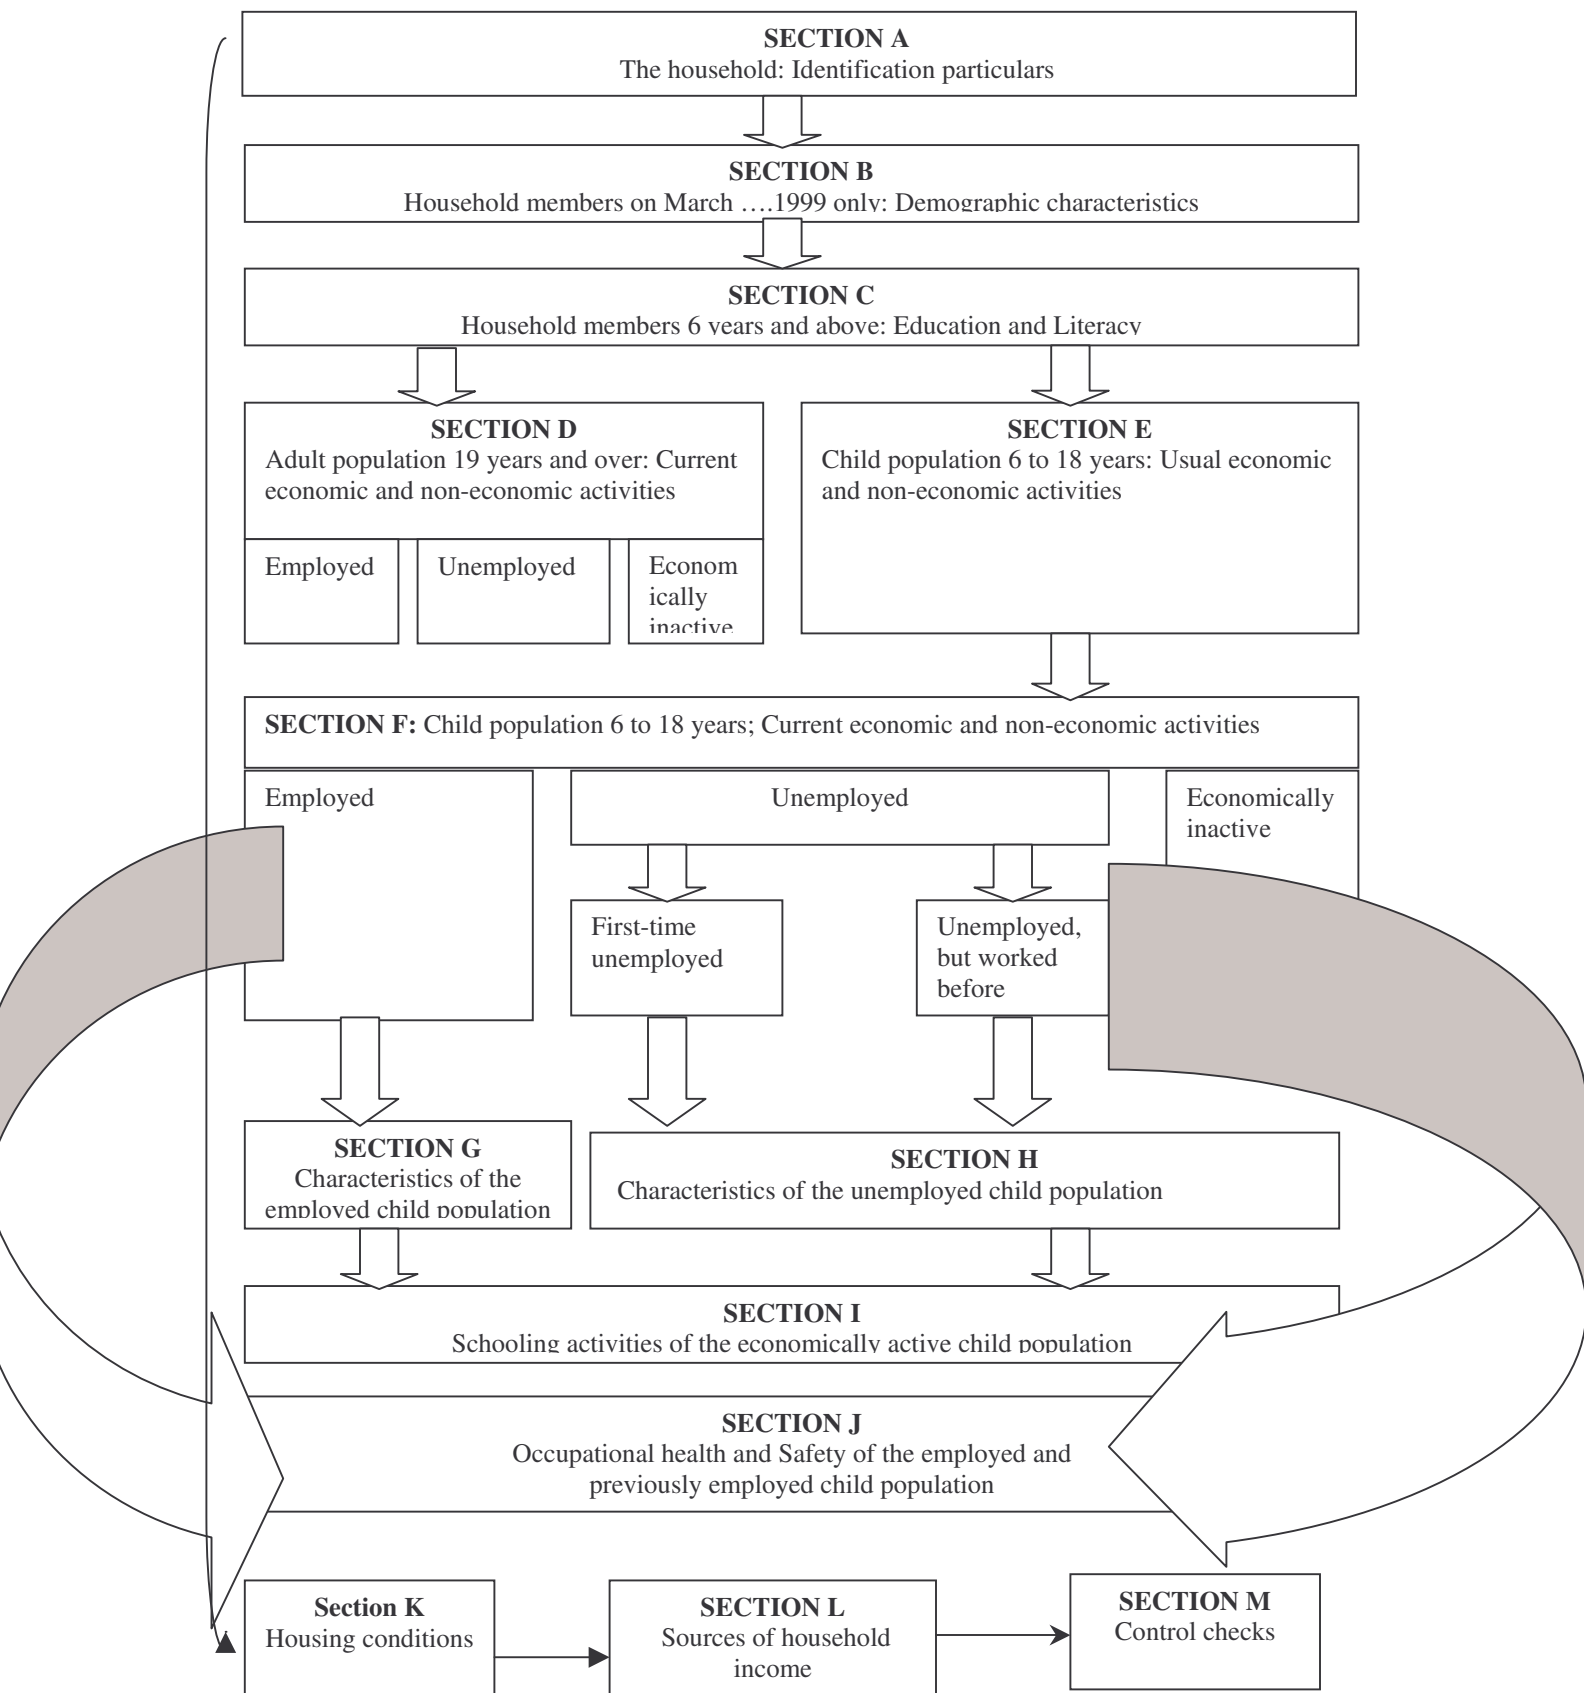 SECTION A
The household: Identification particulars
SECTION B
Household members on March ….1999 only: Demographic characteristics
SECTION C
Household members 6 years and above: Education and Literacy
SECTION D
Adult population 19 years and over: Current
economic and non-economic activities
SECTION E
Child population 6 to 18 years: Usual economic
and non-economic activities
Employed
Unemployed
Econom
ically
inactive
SECTION F: Child population 6 to 18 years; Current economic and non-economic activities
Employed
Unemployed
Economically
inactive
First-time
unemployed
Unemployed,
but worked
before
SECTION G
Characteristics of the
employed child population
SECTION H
Characteristics of the unemployed child population
SECTION I
Schooling activities of the economically active child population
SECTION J
Occupational health and Safety of the employed and
previously employed child population
Section K
Housing conditions
SECTION L
Sources of household
income
SECTION M
Control checks